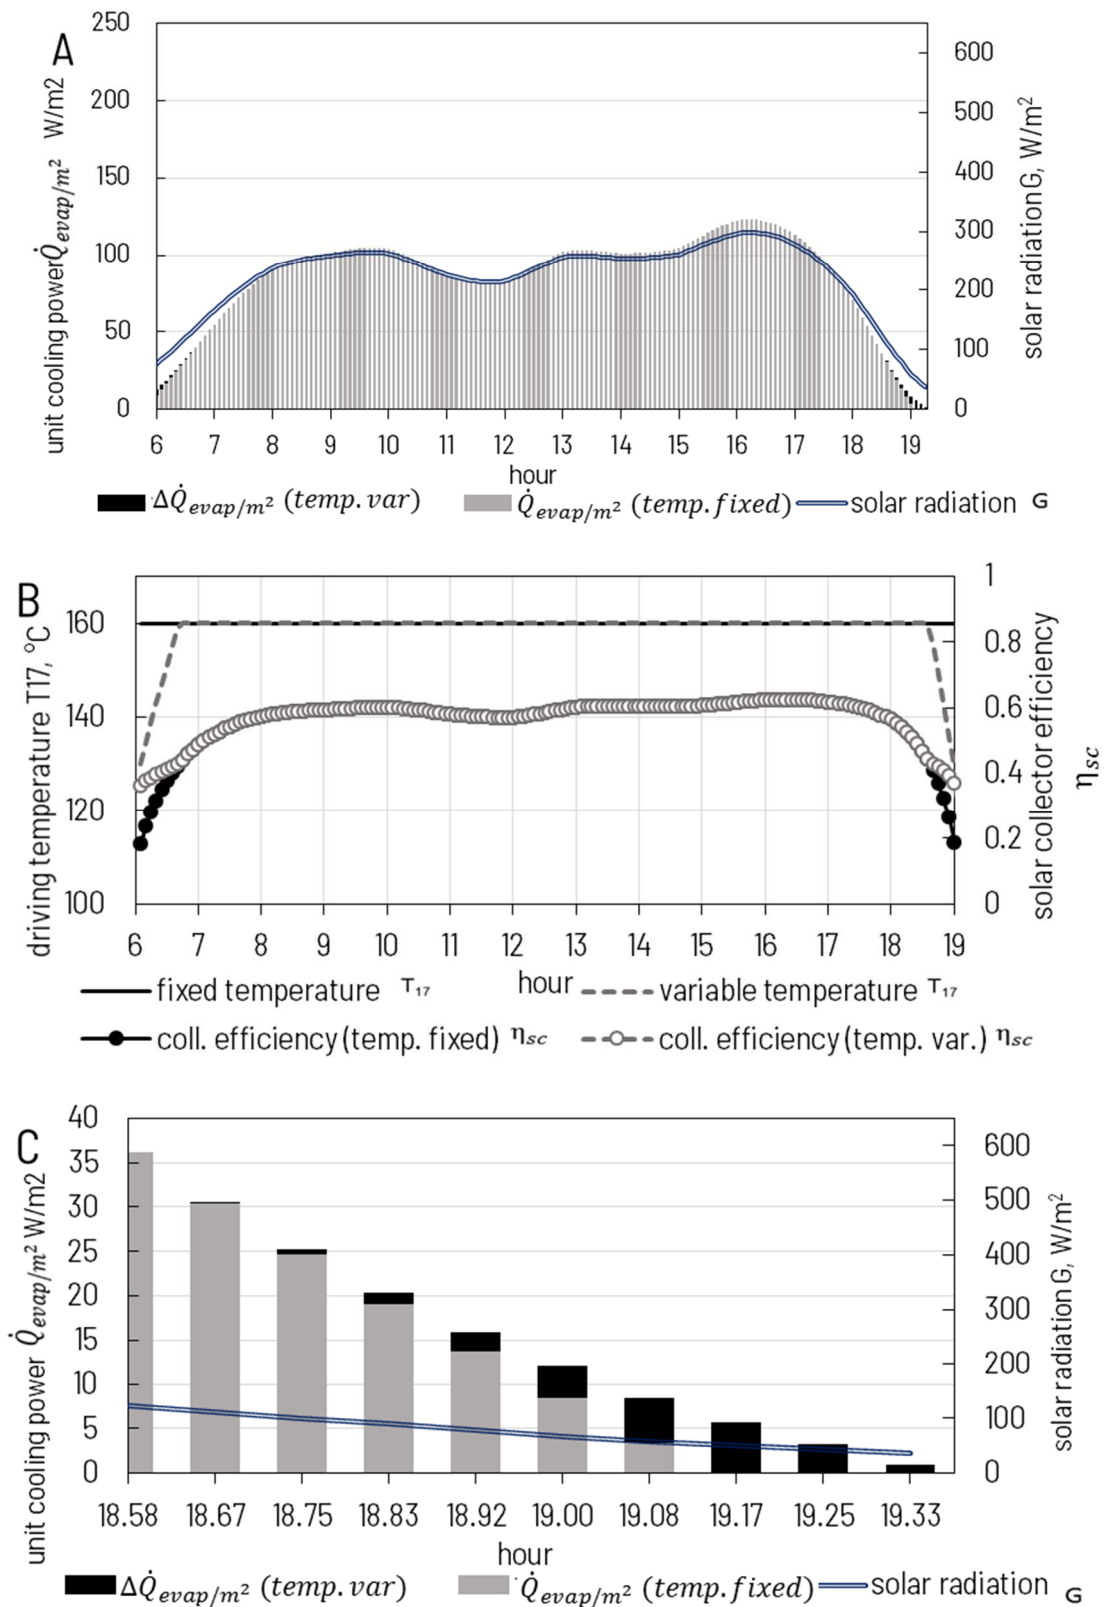 A
unit cooling power Q̇evap/m² W/m2
250
200
150
100
50
0
600
500
400
300
200
100
0
solar radiation G, W/m²
6 7 8 9 10 11 12 13 14 15 16 17 18 19
hour
ΔQ̇evap/m² (temp.var) Q̇evap/m² (temp.fixed) solar radiation G
B
driving temperature T17, °C
160
140
120
100
1
0.8
0.6
0.4
0.2
0
solar collector efficiency ηsc
6 7 8 9 10 11 12 13 14 15 16 17 18 19
hour
fixed temperature T₁₇ variable temperature T₁₇
coll. efficiency (temp. fixed) ηsc coll. efficiency (temp. var.) ηsc
C
unit cooling power Q̇evap/m² W/m2
40
35
30
25
20
15
10
5
0
600
500
400
300
200
100
0
solar radiation G, W/m²
18.58 18.67 18.75 18.83 18.92 19.00 19.08 19.17 19.25 19.33
hour
ΔQ̇evap/m² (temp.var) Q̇evap/m² (temp.fixed) solar radiation G